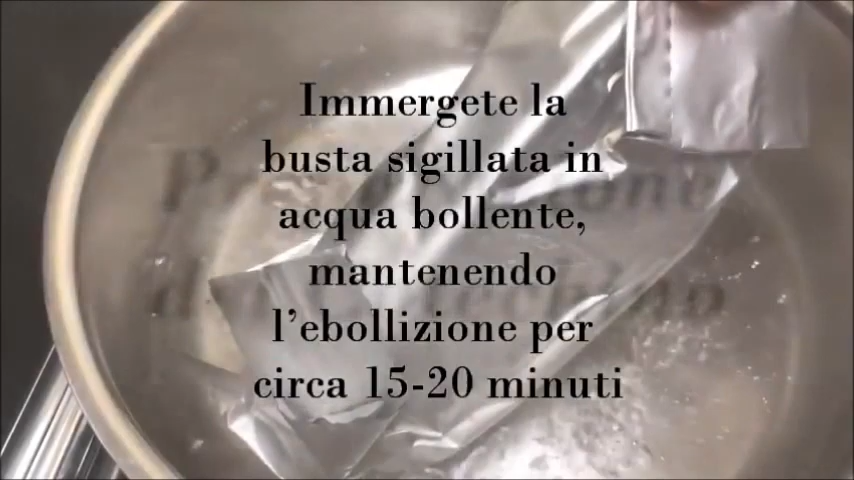 Immergete la
busta sigillata in
acqua bollente,
mantenendo
l’ebollizione per
circa 15-20 minuti